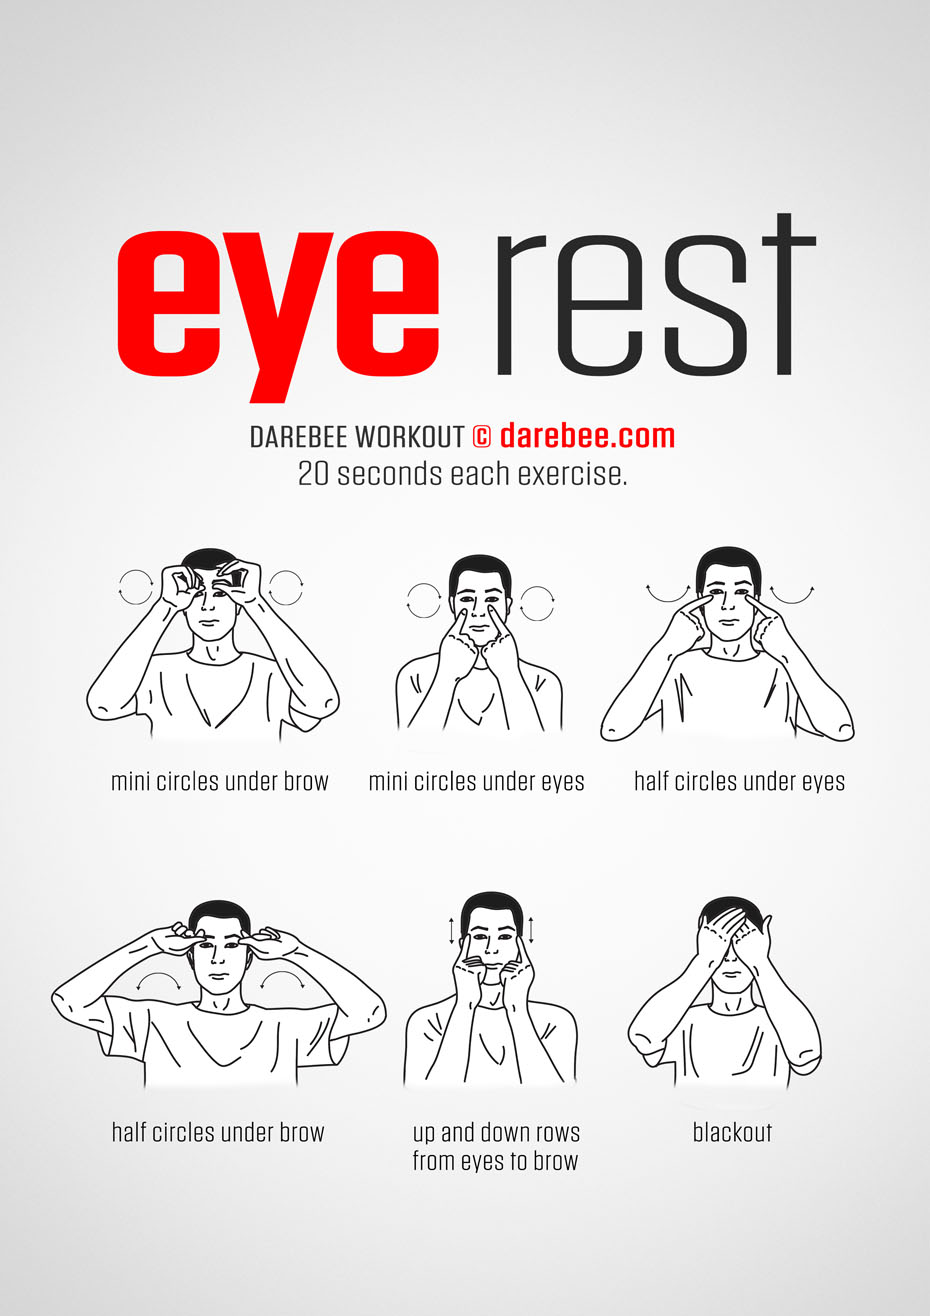 eye rest
DAREBEE WORKOUT © darebee.com
20 seconds each exercise.
mini circles under brow
mini circles under eyes
half circles under eyes
half circles under brow
up and down rows
from eyes to brow
blackout